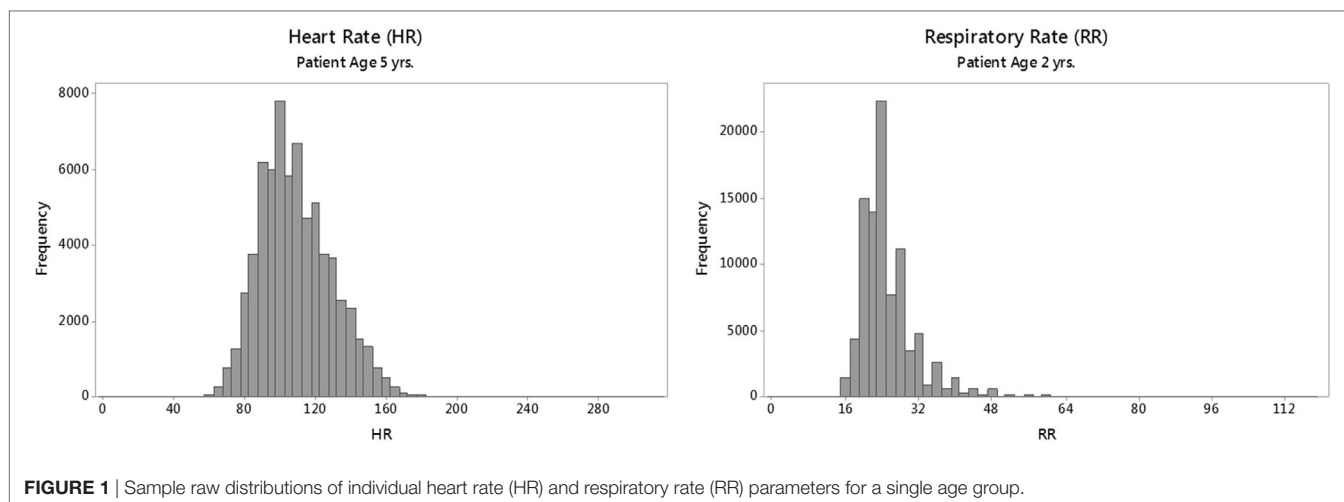 Heart Rate (HR)
Patient Age 5 yrs.
8000
6000
4000
2000
0
Frequency
0 40 80 120 160 200 240 280
HR
Respiratory Rate (RR)
Patient Age 2 yrs.
20000
15000
10000
5000
0
Frequency
0 16 32 48 64 80 96 112
RR
FIGURE 1 | Sample raw distributions of individual heart rate (HR) and respiratory rate (RR) parameters for a single age group.